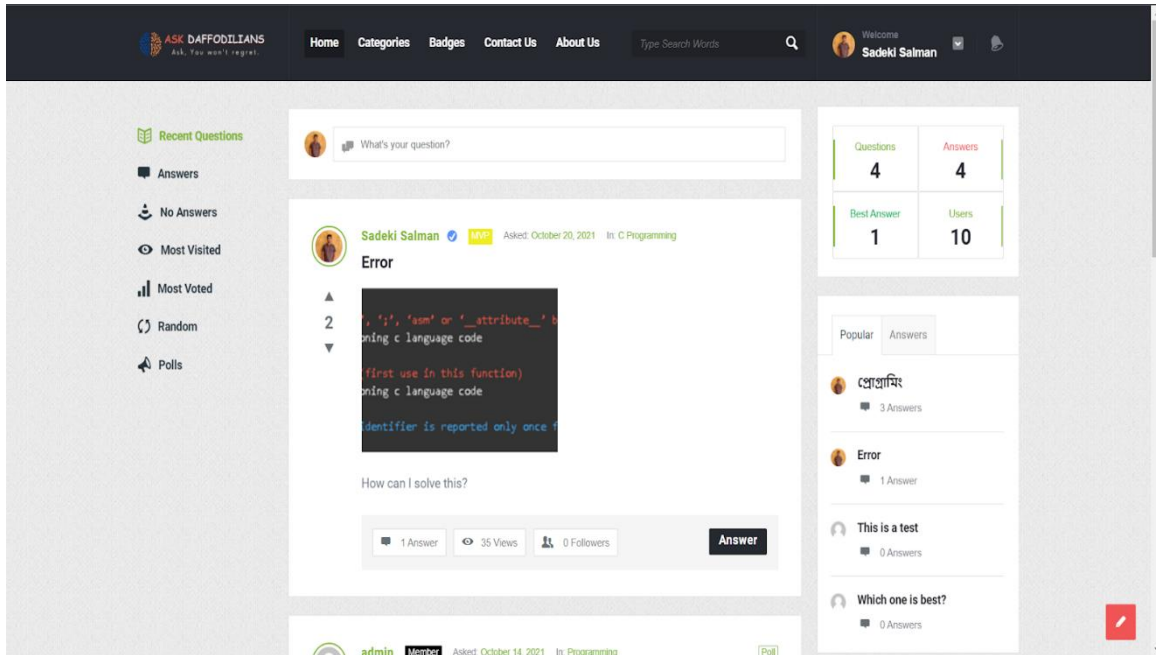 ASK DAFFODILIANS
Ask, You won't regret.
Home Categories Badges Contact Us About Us
Type Search Words
Welcome
Sadeki Salman
Recent Questions
Answers
No Answers
Most Visited
Most Voted
Random
Polls
What's your question?
Sadeki Salman MVP Asked: October 20, 2021 In: C Programming
Error
2
', ';', 'asm' or '__attribute__' b
oning c language code
(first use in this function)
oning c language code
identifier is reported only once f
How can I solve this?
1 Answer 35 Views 0 Followers Answer
admin Member Asked: October 14, 2021 In: Programming Poll
Questions
4
Answers
4
Best Answer
1
Users
10
Popular Answers
প্রোগ্রামিং
3 Answers
Error
1 Answer
This is a test
0 Answers
Which one is best?
0 Answers